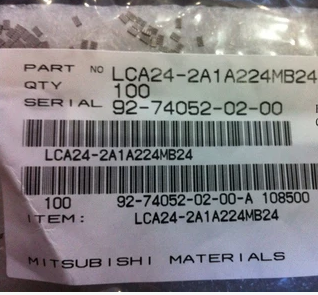 PART NO LCA24-2A1A224MB24
QTY 100
SERIAL 92-74052-02-00
LCA24-2A1A224MB24
100 92-74052-02-00-A 108500
ITEM: LCA24-2A1A224MB24
MITSUBISHI MATERIALS